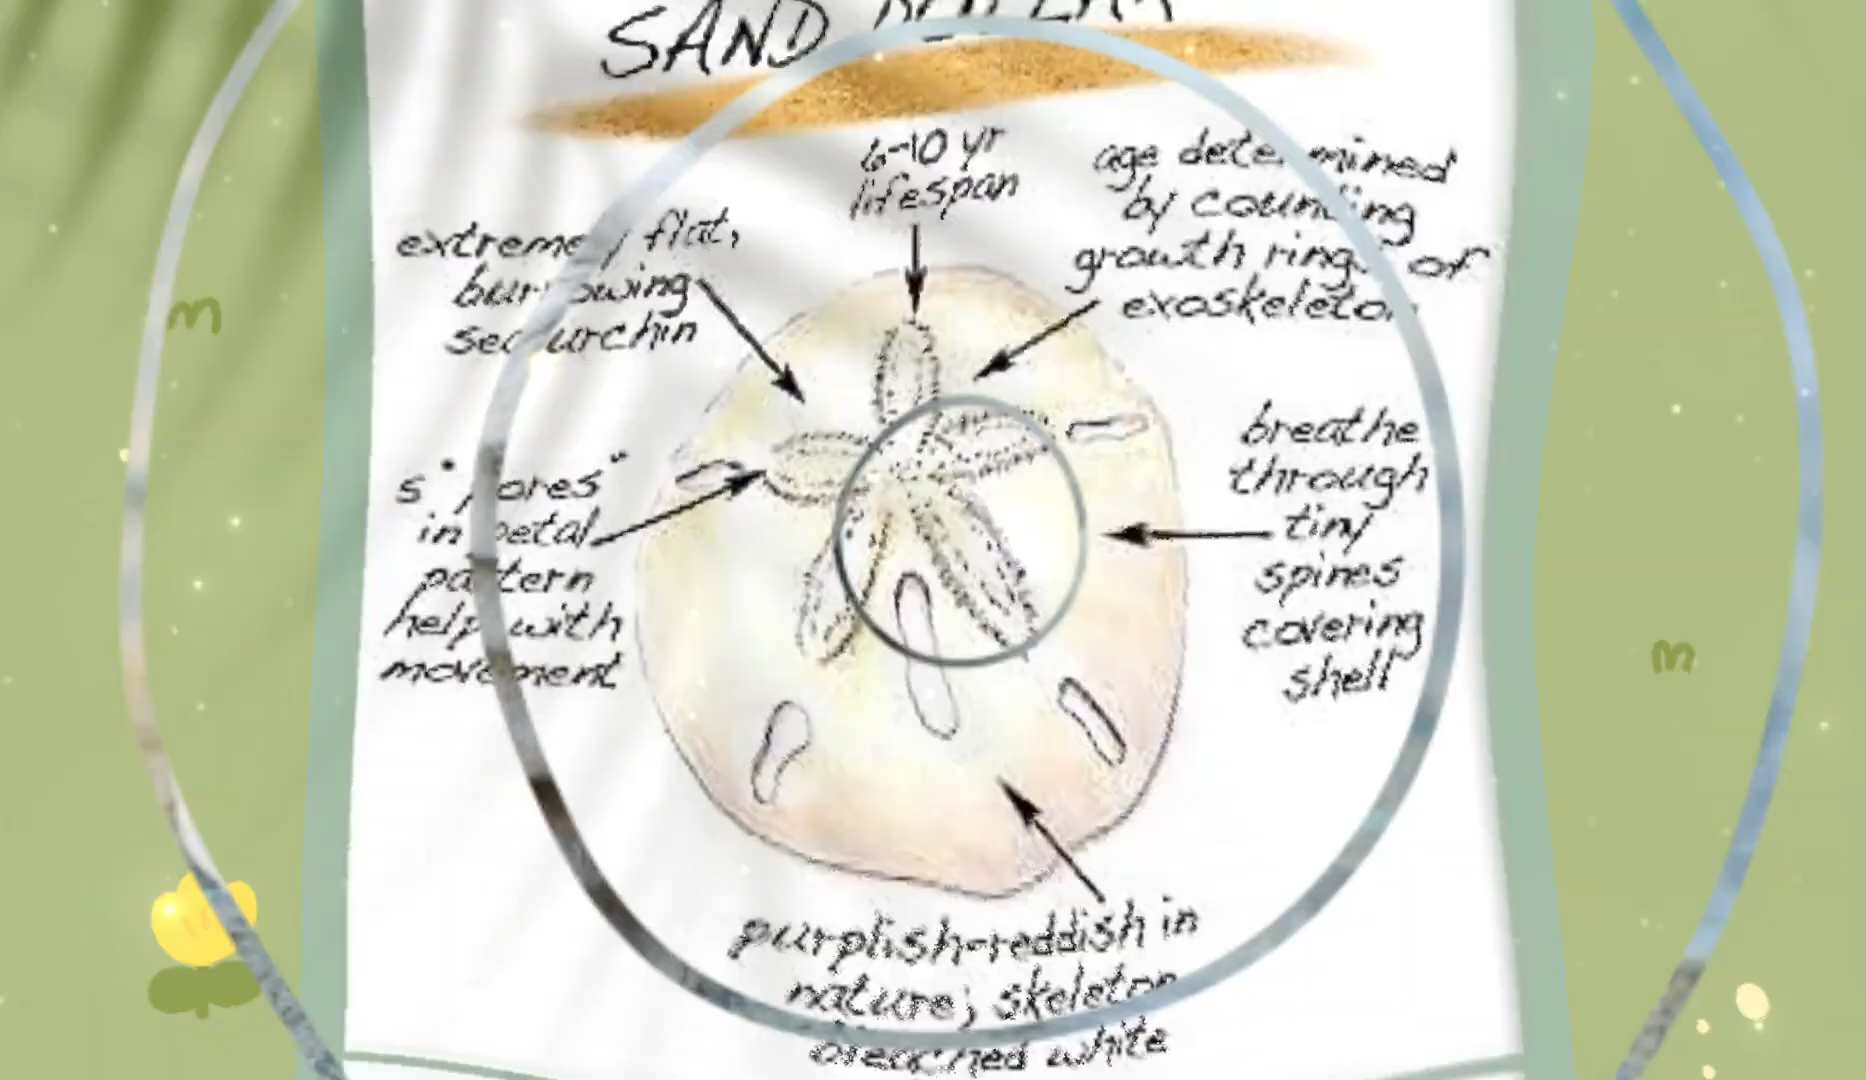 SAND
6-10 yr
lifespan
age determined
by counting
growth rings of
exoskeleton
extremely flat,
burrowing
sea urchin
5 "pores"
in petal
pattern
help with
movement
breathe
through
tiny
spines
covering
shell
purplish-reddish in
nature; skeleton
bleached white